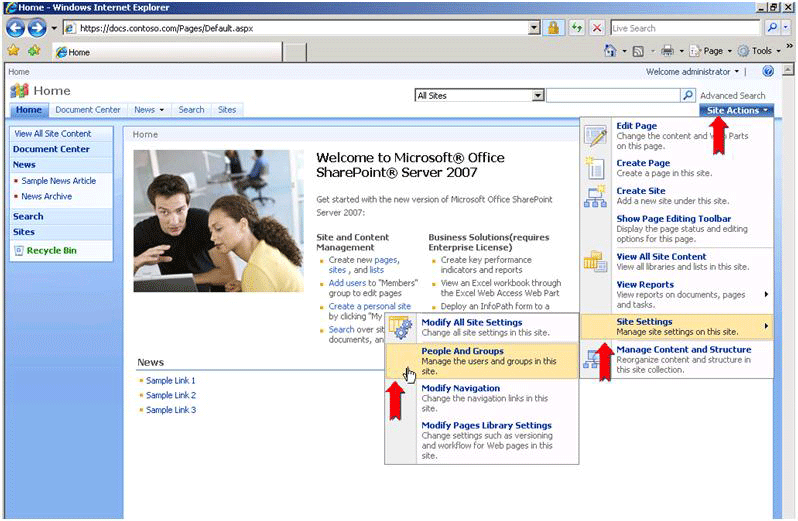 Home - Windows Internet Explorer
https://docs.contoso.com/Pages/Default.aspx
Live Search
Home
Page
Tools
Home
Welcome administrator
Home
All Sites
Advanced Search
Home
Document Center
News
Search
Sites
Site Actions
View All Site Content
Document Center
News
Sample News Article
News Archive
Search
Sites
Recycle Bin
Home
Welcome to Microsoft® Office
SharePoint® Server 2007
Get started with the new version of Microsoft Office SharePoint
Server 2007:
Site and Content
Management
Create new pages,
sites , and lists
Add users to "Members"
group to edit pages
Create a personal site
by clicking "My
Search over sit
documents, an
Business Solutions(requires
Enterprise License)
Create key performance
indicators and reports
View an Excel workbook through
the Excel Web Access Web Part
Deploy an InfoPath form to a
News
Sample Link 1
Sample Link 2
Sample Link 3
Edit Page
Change the content and Web Parts
on this page.
Create Page
Create a page in this site.
Create Site
Add a new site under this site.
Show Page Editing Toolbar
Display the page status and editing
options for this page.
View All Site Content
View all libraries and lists in this site.
View Reports
View reports on documents, pages
and tasks.
Site Settings
Manage site settings on this site.
Manage Content and Structure
Reorganize content and structure in
this site collection.
Modify All Site Settings
Change all site settings in this site.
People And Groups
Manage the users and groups in this
site.
Modify Navigation
Change the navigation links in this
site.
Modify Pages Library Settings
Change settings such as versioning
and workflow for Web pages in this
site.